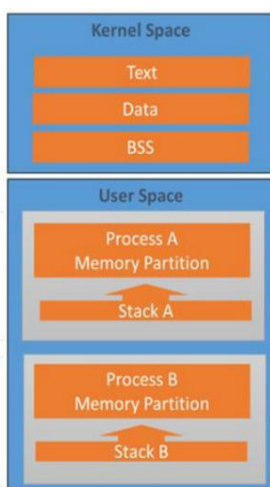 Kernel Space
Text
Data
BSS
User Space
Process A
Memory Partition
Stack A
Process B
Memory Partition
Stack B